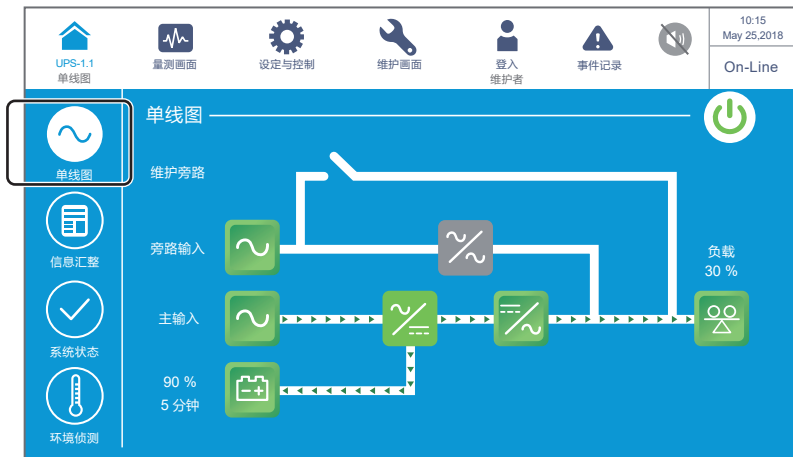 10:15
May 25,2018
On-Line
UPS-1.1
单线图
量测画面
设定与控制
维护画面
登入
维护者
事件记录
单线图
信息汇整
系统状态
环境侦测
单线图
维护旁路
旁路输入
主输入
90 %
5 分钟
负载
30 %